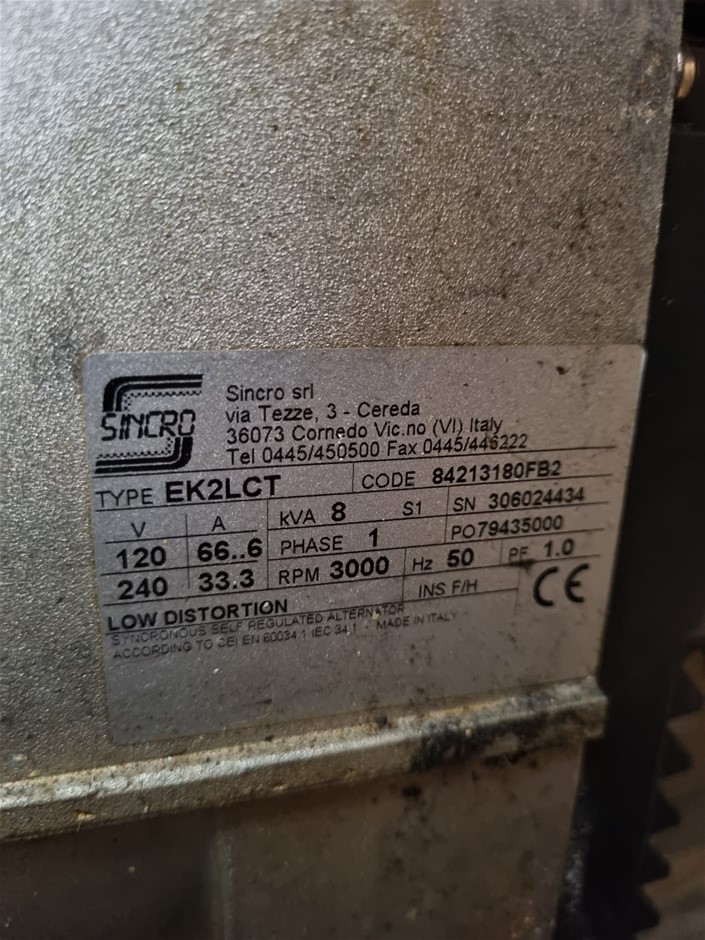 SINCRO
Sincro srl
via Tezze, 3 - Cereda
36073 Cornedo Vic.no (VI) Italy
Tel 0445/450500 Fax 0445/446222
TYPE EK2LCT CODE 84213180FB2
V A kVA 8 S1 SN 306024434
120 66..6 PHASE 1 PO79435000
240 33.3 RPM 3000 Hz 50 PF 1.0
INS F/H CE
LOW DISTORTION
SYNCRONOUS SELF REGULATED ALTERNATOR
ACCORDING TO CEI EN 60034.1 IEC 34.1 . MADE IN ITALY